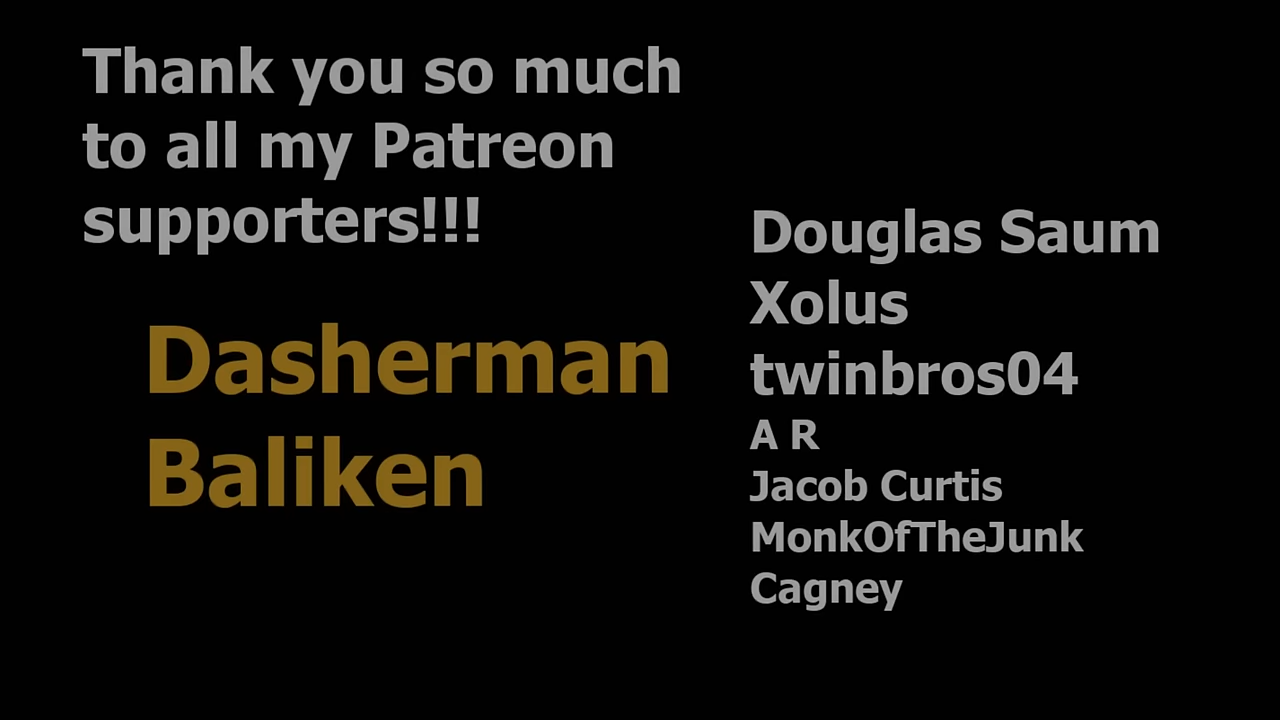 Thank you so much
to all my Patreon
supporters!!!
Dasherman
Baliken
Douglas Saum
Xolus
twinbros04
A R
Jacob Curtis
MonkOfTheJunk
Cagney